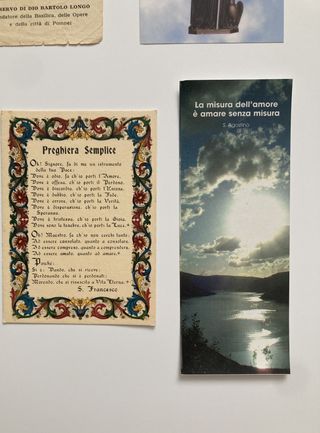 SERVO DI DIO BARTOLO LONGO
fondatore della Basilica, delle Opere
e della città di Pompei
La misura dell'amore
è amare senza misura
S. Agostino
Preghiera Semplice
Oh! Signore, fa di me un istrumento
della tua Pace:
Dove è odio, fa ch'io porti l'Amore,
Dove è offesa, ch'io porti il Perdono,
Dove è discordia, ch'io porti l'Unione,
Dove è dubbio, ch'io porti la Fede,
Dove è errore, ch'io porti la Verità,
Dove è disperazione, ch'io porti la
Speranza,
Dove è tristezza, ch'io porti la Gioia,
Dove sono le tenebre, ch'io porti la Luce.
Oh! Maestro, fa ch'io non cerchi tanto:
Ad essere consolato, quanto a consolare.
Ad essere compreso, quanto a comprendere.
Ad essere amato, quanto ad amare.
Poichè:
Si è: Dando, che si riceve:
Perdonando che si è perdonati;
Morendo, che si risuscita a Vita Eterna.
S. Francesco